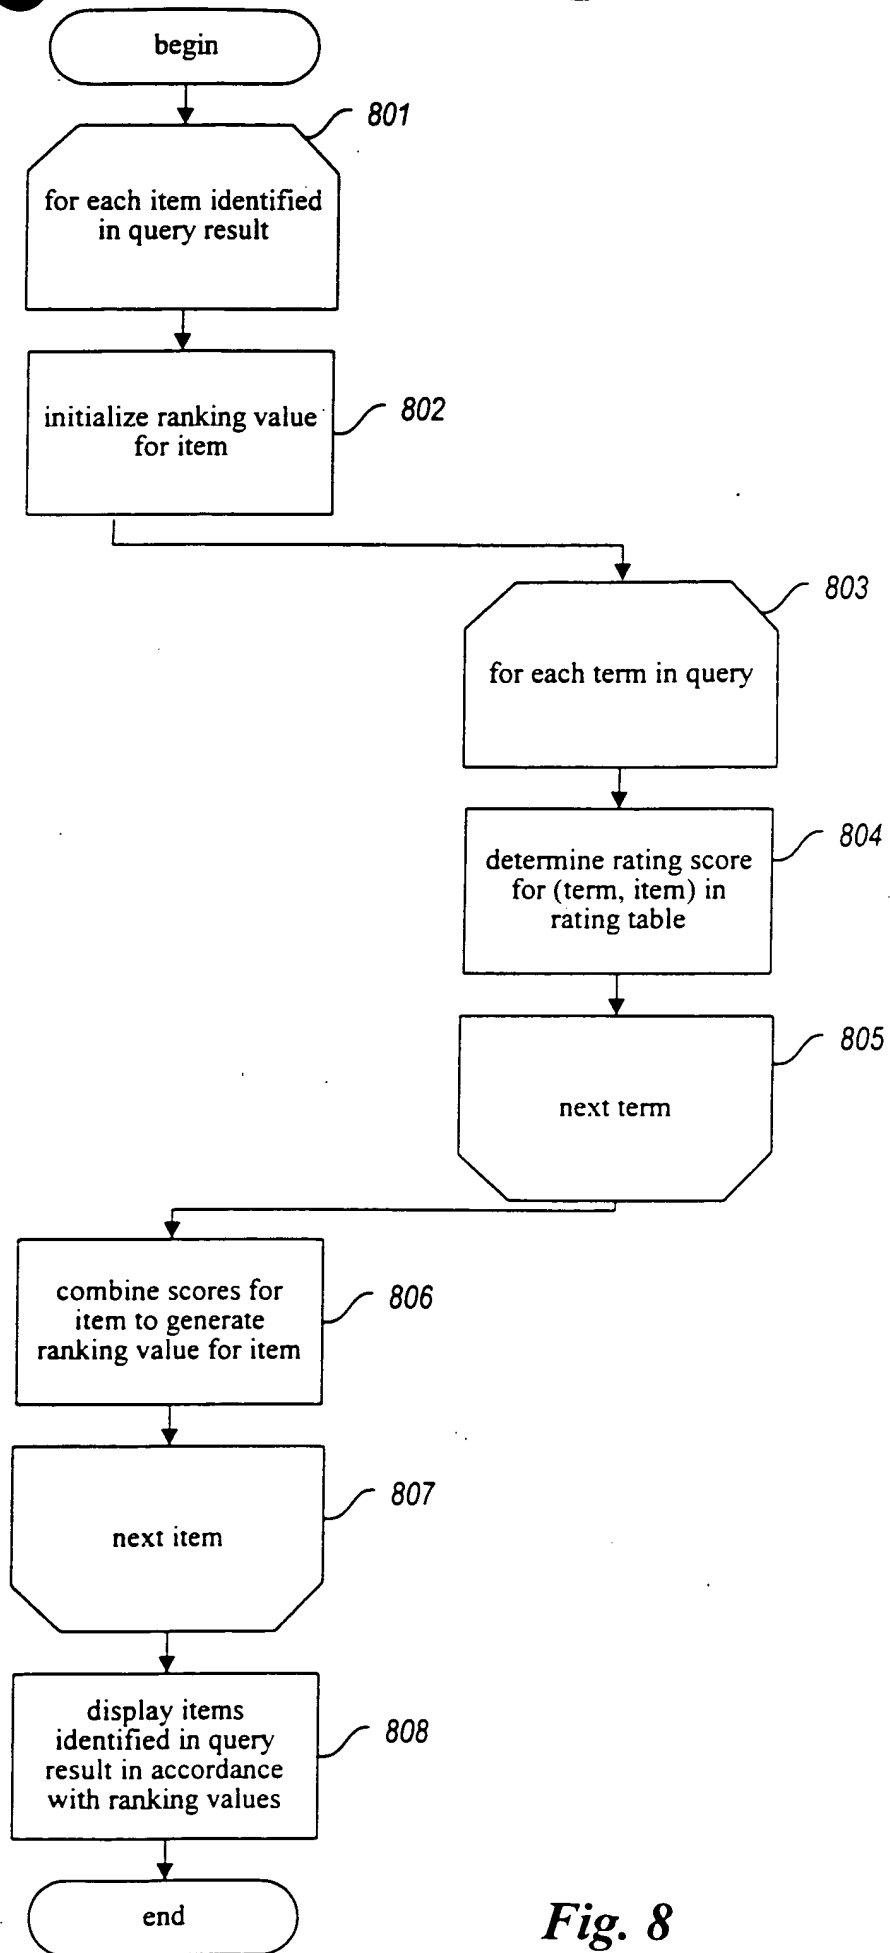 begin
801
for each item identified
in query result
802
initialize ranking value
for item
803
for each term in query
804
determine rating score
for (term, item) in
rating table
805
next term
806
combine scores for
item to generate
ranking value for item
807
next item
808
display items
identified in query
result in accordance
with ranking values
end
Fig. 8